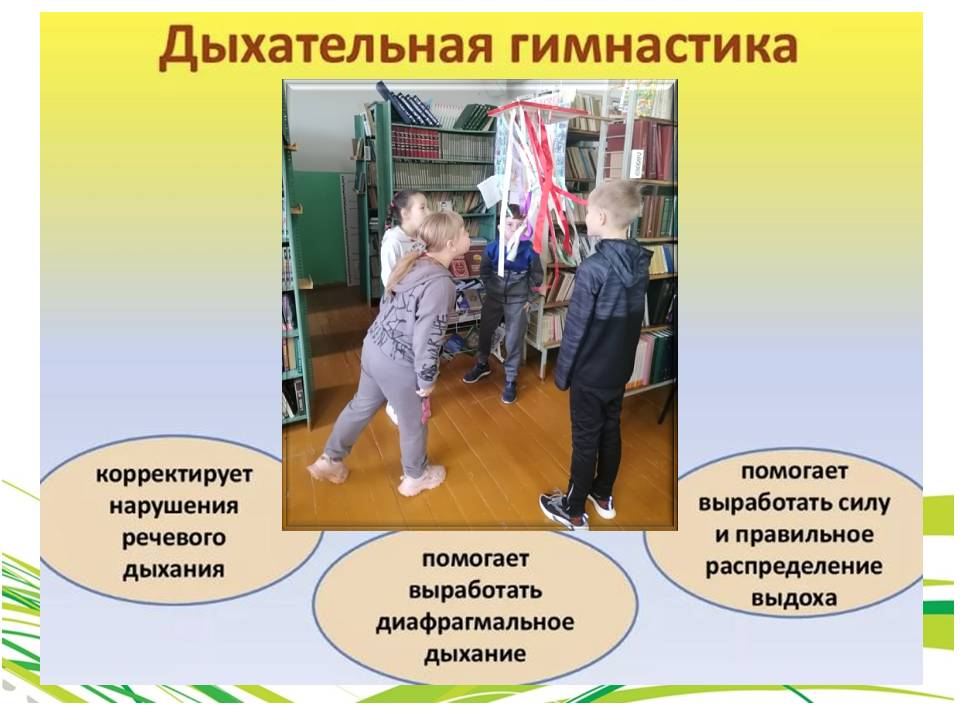 Дыхательная гимнастика
корректирует
нарушения
речевого
дыхания
помогает
выработать
диафрагмальное
дыхание
помогает
выработать силу
и правильное
распределение
выдоха